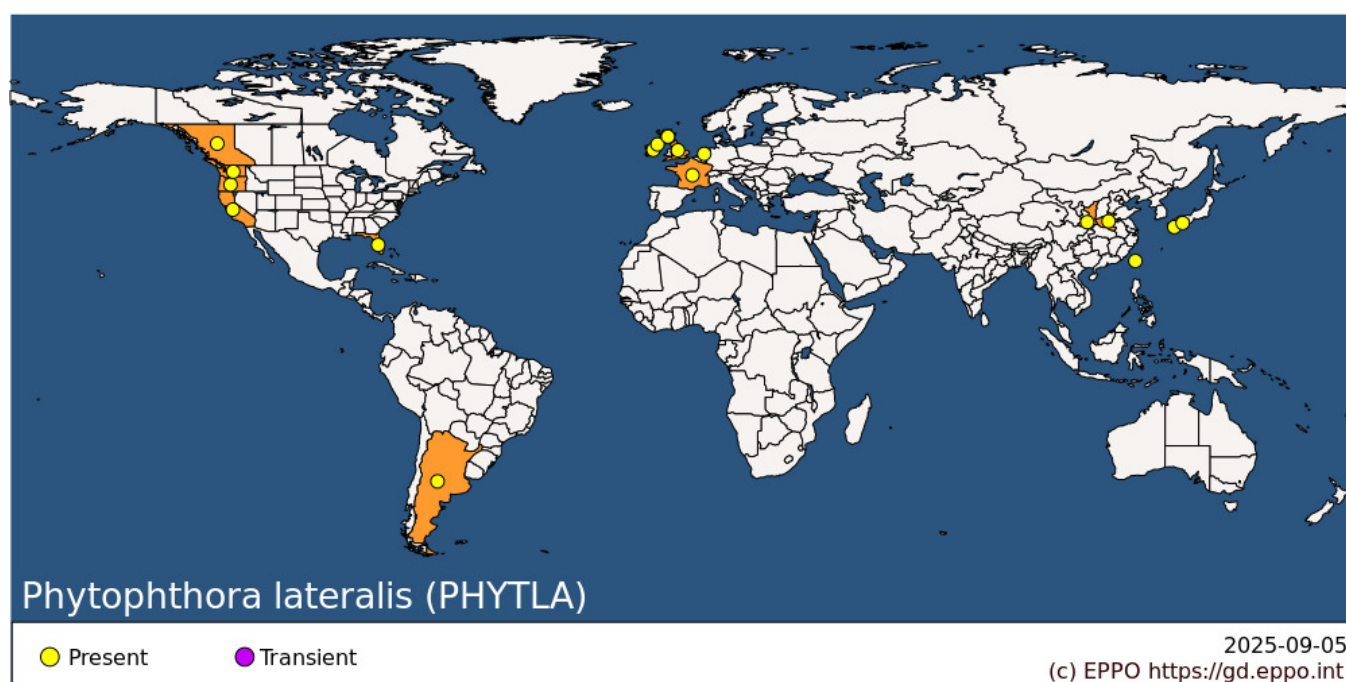 Phytophthora lateralis (PHYTLA)
Present
Transient
2025-09-05
(c) EPPO https://gd.eppo.int